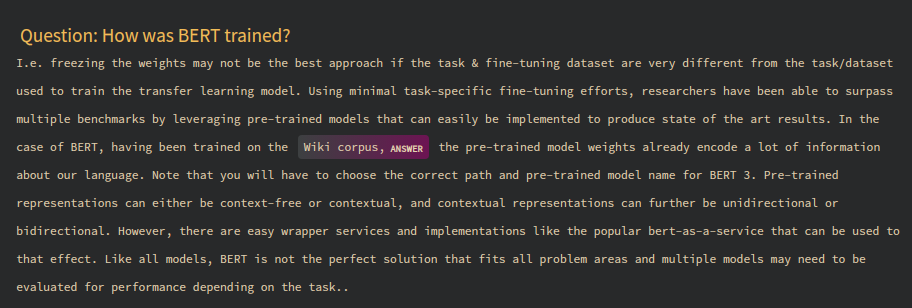 Question: How was BERT trained?
I.e. freezing the weights may not be the best approach if the task & fine-tuning dataset are very different from the task/dataset
used to train the transfer learning model. Using minimal task-specific fine-tuning efforts, researchers have been able to surpass
multiple benchmarks by leveraging pre-trained models that can easily be implemented to produce state of the art results. In the
case of BERT, having been trained on the Wiki corpus, ANSWER the pre-trained model weights already encode a lot of information
about our language. Note that you will have to choose the correct path and pre-trained model name for BERT 3. Pre-trained
representations can either be context-free or contextual, and contextual representations can further be unidirectional or
bidirectional. However, there are easy wrapper services and implementations like the popular bert-as-a-service that can be used to
that effect. Like all models, BERT is not the perfect solution that fits all problem areas and multiple models may need to be
evaluated for performance depending on the task..